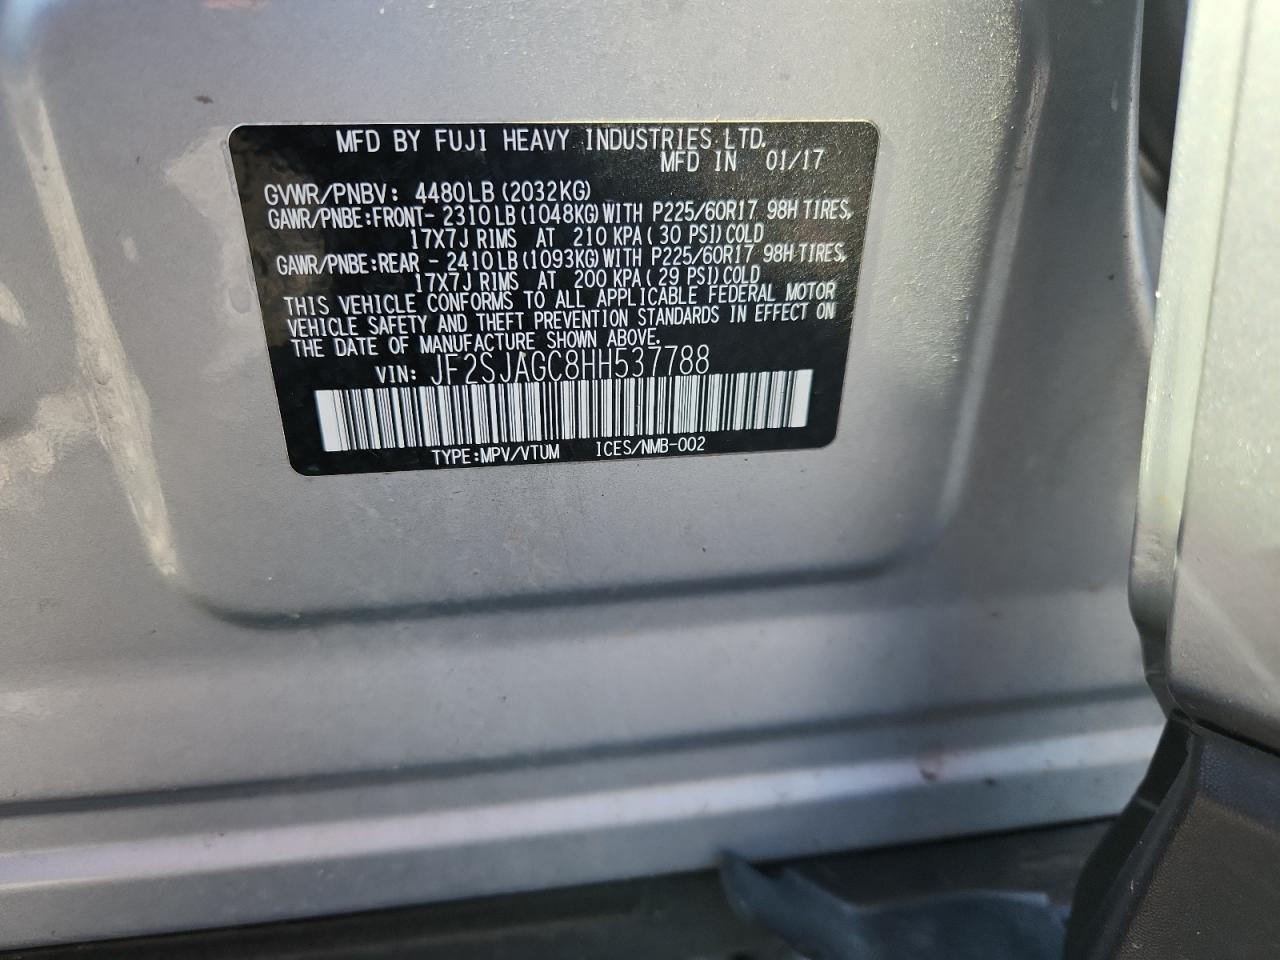 MFD BY FUJI HEAVY INDUSTRIES LTD.
MFD IN 01/17
GVWR/PNBV: 4480LB (2032KG)
GAWR/PNBE:FRONT- 2310LB (1048KG) WITH P225/60R17 98H TIRES,
17X7J RIMS AT 210 KPA ( 30 PSI) COLD
GAWR/PNBE:REAR - 2410LB (1093KG) WITH P225/60R17 98H TIRES,
17X7J RIMS AT 200 KPA ( 29 PSI) COLD
THIS VEHICLE CONFORMS TO ALL APPLICABLE FEDERAL MOTOR
VEHICLE SAFETY AND THEFT PREVENTION STANDARDS IN EFFECT ON
THE DATE OF MANUFACTURE SHOWN ABOVE.
VIN: JF2SJAGC8HH537788
TYPE:MPV/VTUM ICES/NMB-002